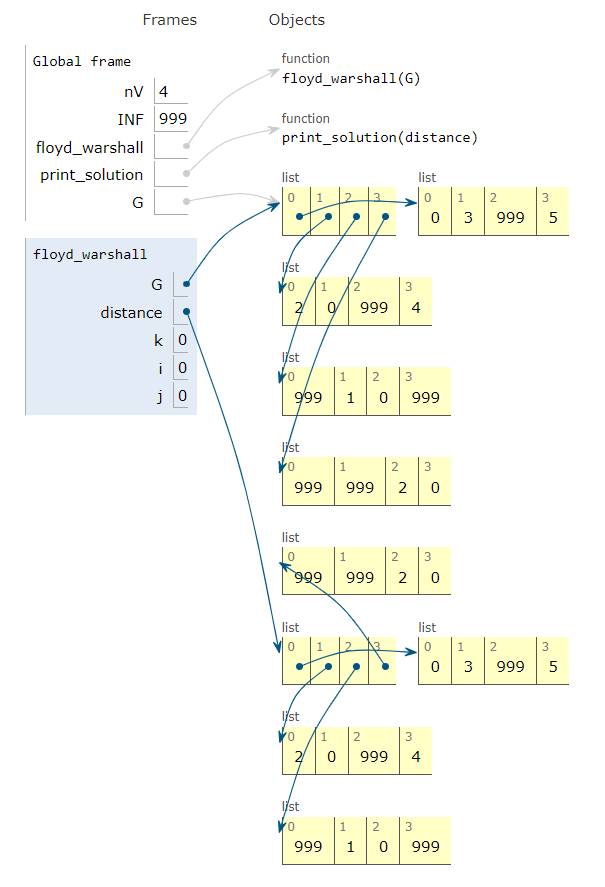 Frames Objects
Global frame
nV 4
INF 999
floyd_warshall
print_solution
G
function
floyd_warshall(G)
function
print_solution(distance)
floyd_warshall
G
distance
k 0
i 0
j 0
list list
0 1 2 3 0 1 2 3
0 3 999 5
list
0 1 2 3
2 0 999 4
list
0 1 2 3
999 1 0 999
list
0 1 2 3
999 999 2 0
list
0 1 2 3
999 999 2 0
list list
0 1 2 3 0 1 2 3
0 3 999 5
list
0 1 2 3
2 0 999 4
list
0 1 2 3
999 1 0 999